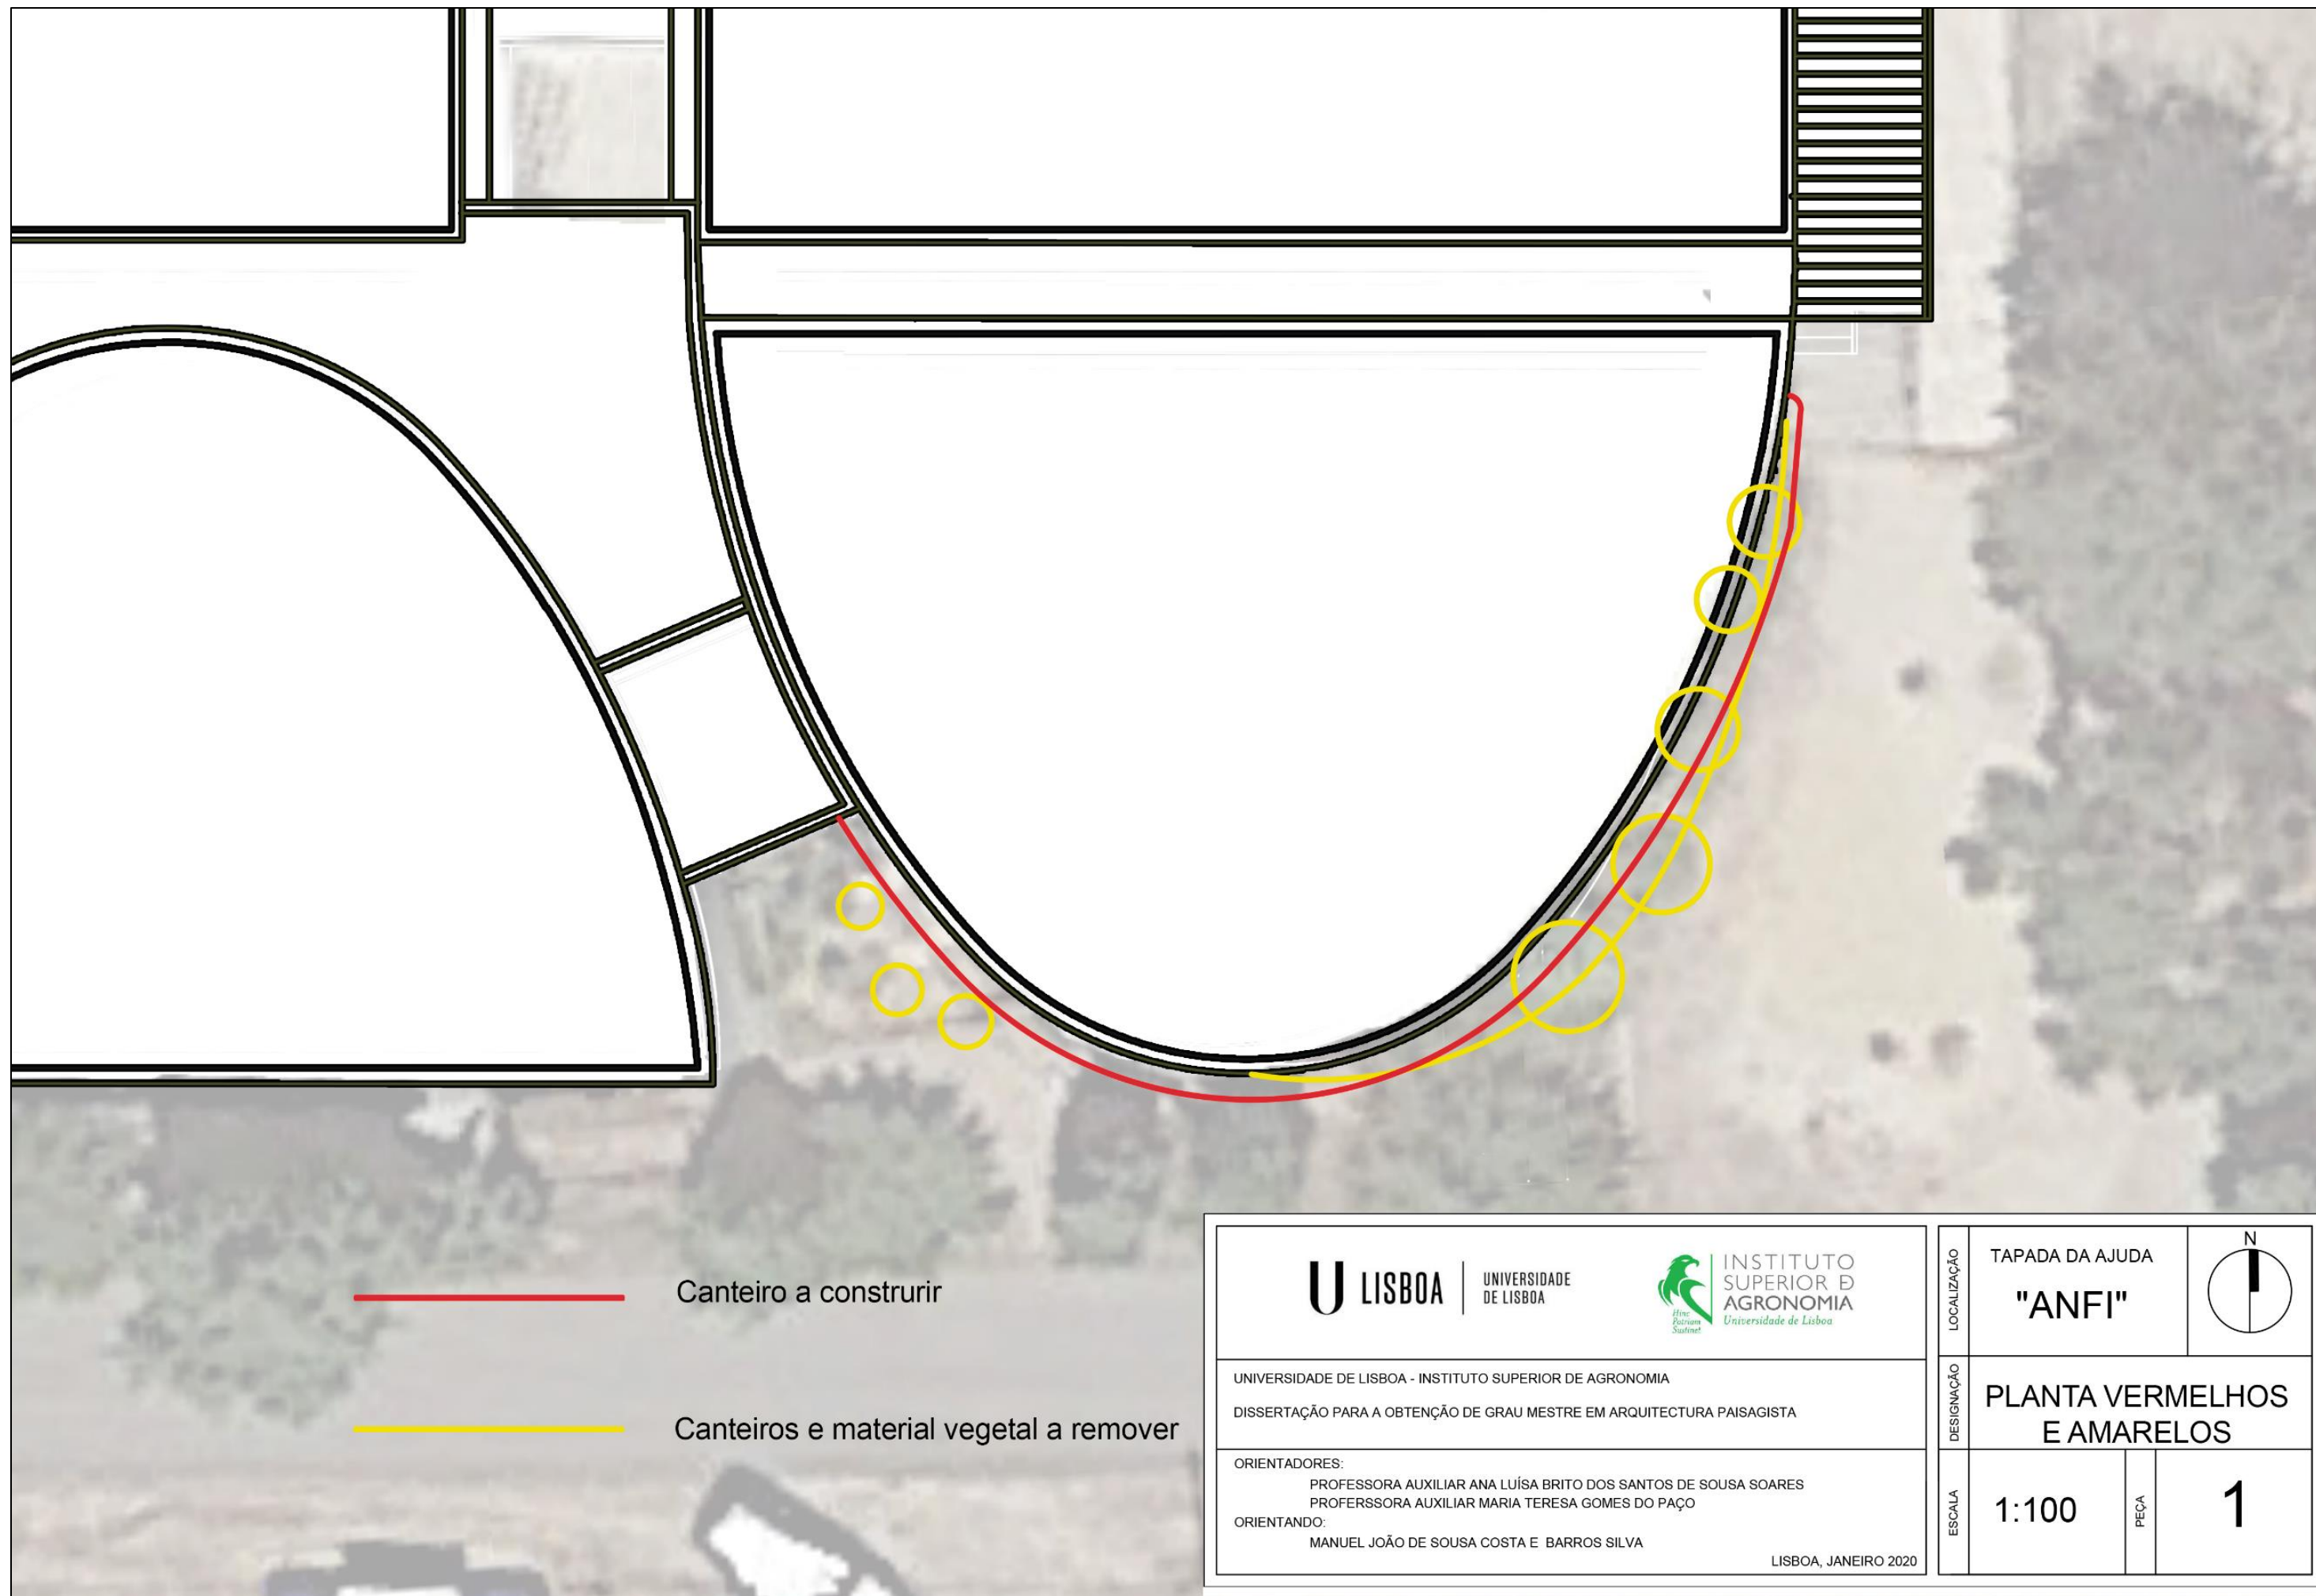 Canteiro a construrir
Canteiros e material vegetal a remover
U LISBOA
UNIVERSIDADE
DE LISBOA
Hinc
Patriam
Sustinet
INSTITUTO
SUPERIOR D
AGRONOMIA
Universidade de Lisboa
UNIVERSIDADE DE LISBOA - INSTITUTO SUPERIOR DE AGRONOMIA
DISSERTAÇÃO PARA A OBTENÇÃO DE GRAU MESTRE EM ARQUITECTURA PAISAGISTA
ORIENTADORES:
PROFESSORA AUXILIAR ANA LUÍSA BRITO DOS SANTOS DE SOUSA SOARES
PROFERSSORA AUXILIAR MARIA TERESA GOMES DO PAÇO
ORIENTANDO:
MANUEL JOÃO DE SOUSA COSTA E BARROS SILVA
LISBOA, JANEIRO 2020
LOCALIZAÇÃO
TAPADA DA AJUDA
"ANFI"
N
DESIGNAÇÃO
PLANTA VERMELHOS
E AMARELOS
ESCALA
1:100
PEÇA
1